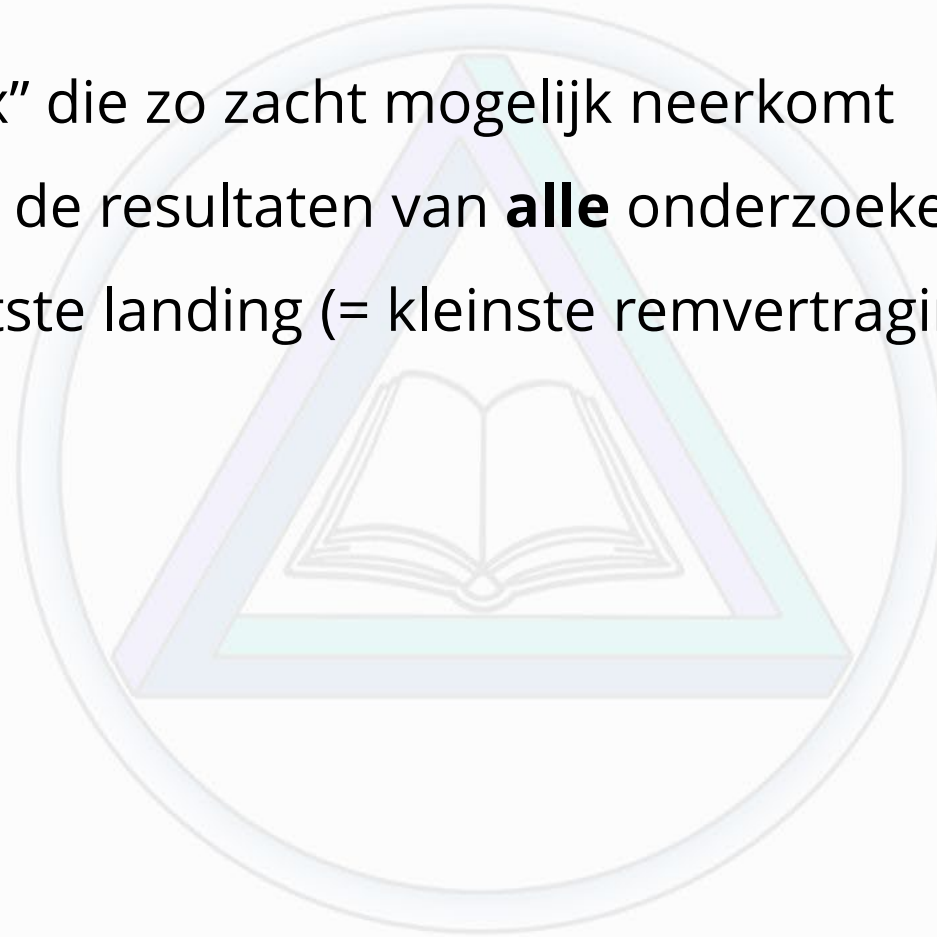 x” die zo zacht mogelijk neerkomt
de resultaten van alle onderzoeke
tste landing (= kleinste remvertragi